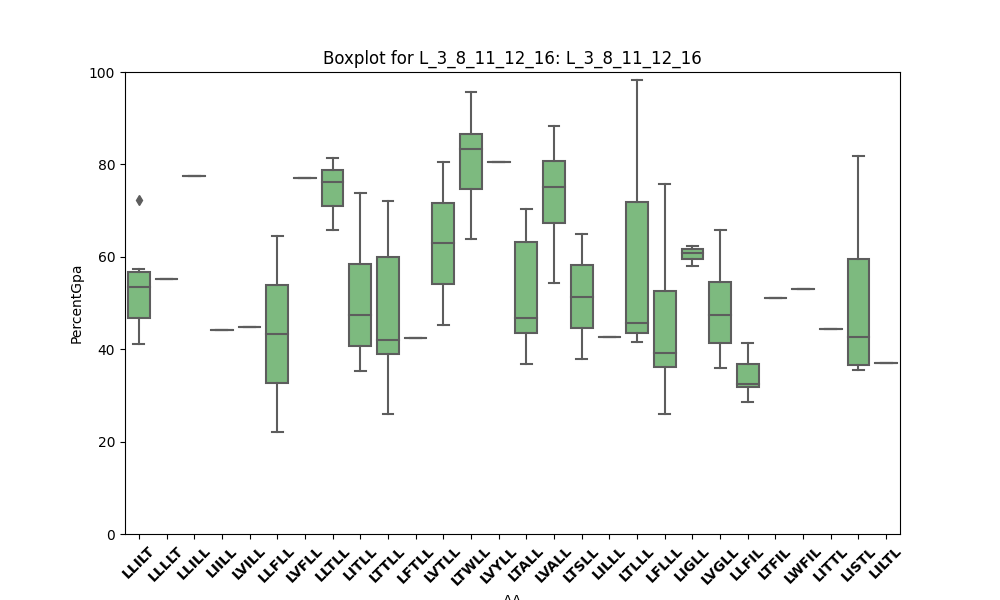 Boxplot for L_3_8_11_12_16: L_3_8_11_12_16
100
80
60
40
20
0
PercentGpa
LLILT
LLLLT
LLILL
LIILL
LVILL
LLFLL
LVFLL
LLTLL
LITLL
LTTLL
LFTLL
LVTLL
LTWLL
LVYLL
LTALL
LVALL
LTSLL
LILLL
LTLLL
LFLLL
LIGLL
LVGLL
LLFIL
LTFIL
LWFIL
LITTL
LISTL
LILTL
AA